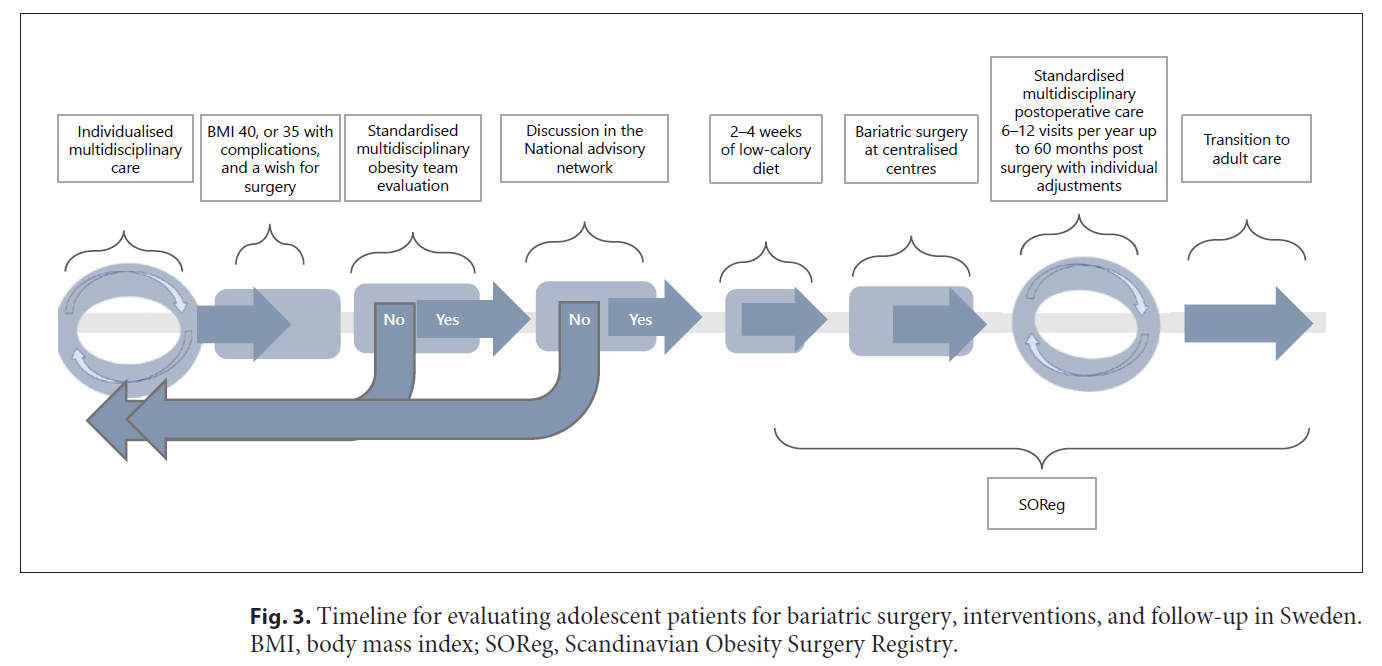 Individualised
multidisciplinary
care
BMI 40, or 35 with
complications,
and a wish for
surgery
Standardised
multidisciplinary
obesity team
evaluation
Discussion in the
National advisory
network
2–4 weeks
of low-calory
diet
Bariatric surgery
at centralised
centres
Standardised
multidisciplinary
postoperative care
6–12 visits per year up
to 60 months post
surgery with individual
adjustments
Transition to
adult care
No
Yes
No
Yes
SOReg
Fig. 3. Timeline for evaluating adolescent patients for bariatric surgery, interventions, and follow-up in Sweden.
BMI, body mass index; SOReg, Scandinavian Obesity Surgery Registry.